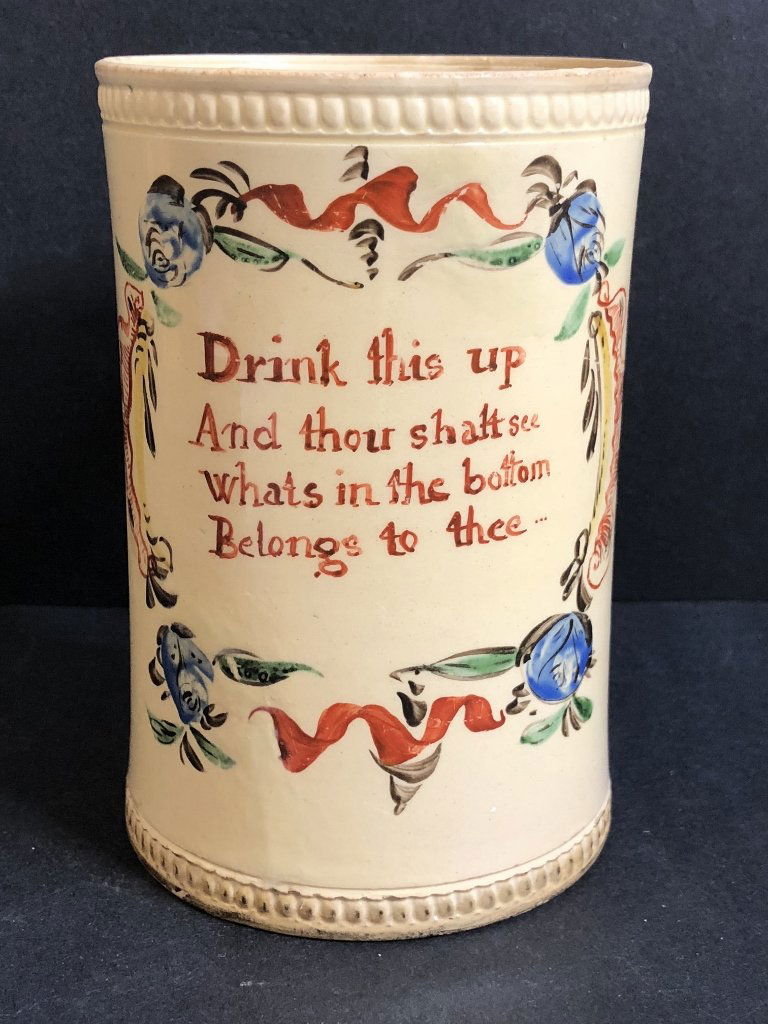 Drink this up
And thou shalt see
whats in the bottom
Belongs to thee ...